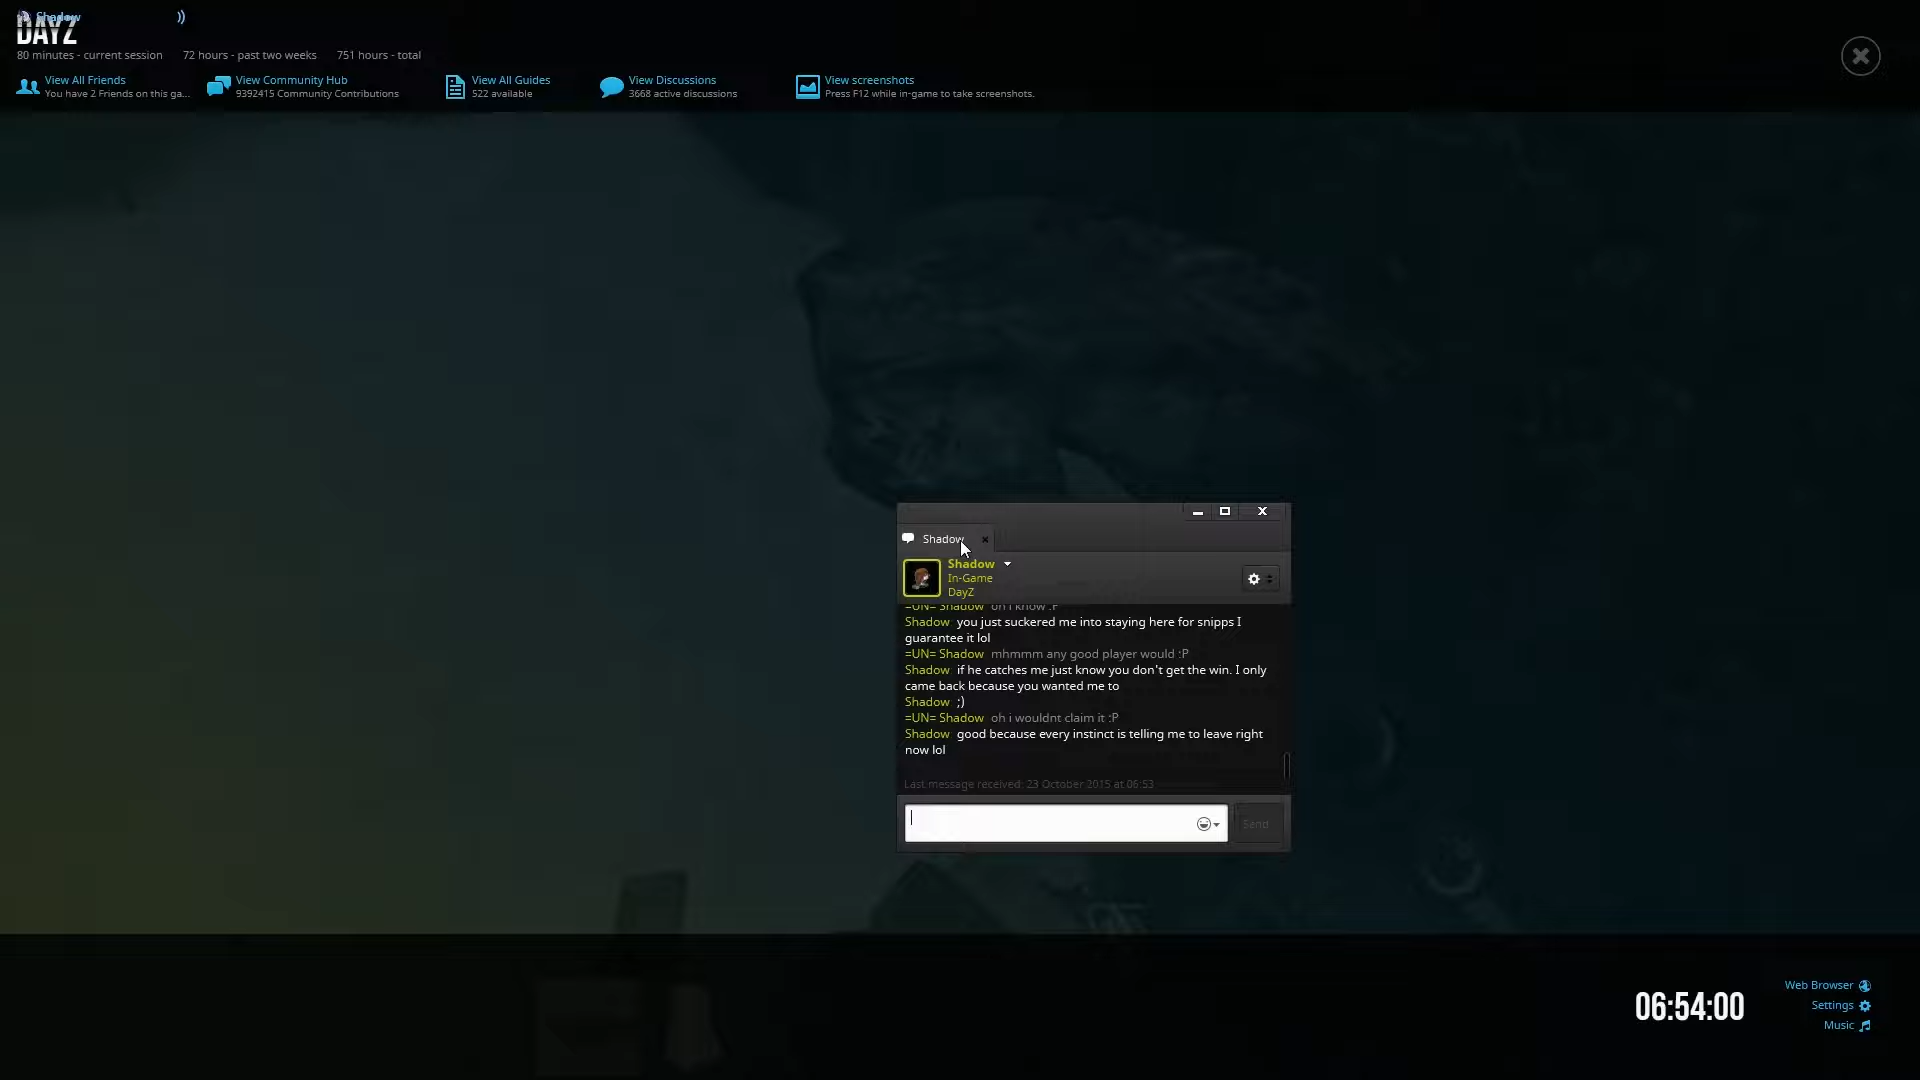 Shadow
DAYZ
80 minutes - current session 72 hours - past two weeks 751 hours - total
View All Friends
You have 2 Friends on this ga...
View Community Hub
9392415 Community Contributions
View All Guides
522 available
View Discussions
3668 active discussions
View screenshots
Press F12 while in-game to take screenshots.
Shadow
Shadow
In-Game
DayZ
=UN= Shadow oh i know :P
Shadow you just suckered me into staying here for snipps I
guarantee it lol
=UN= Shadow mhmmm any good player would :P
Shadow if he catches me just know you don't get the win. I only
came back because you wanted me to
Shadow ;)
=UN= Shadow oh i wouldnt claim it :P
Shadow good because every instinct is telling me to leave right
now lol
Last message received: 23 October 2015 at 06:53
Send
06:54:00
Web Browser
Settings
Music